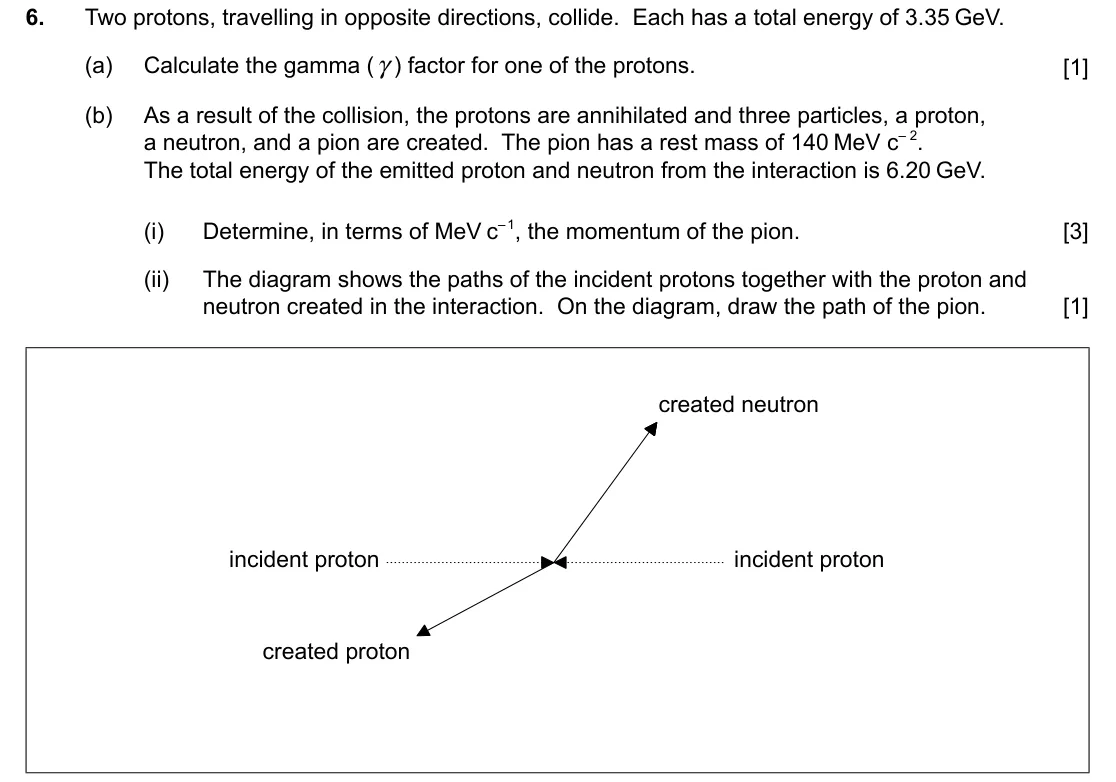 6. Two protons, travelling in opposite directions, collide. Each has a total energy of 3.35 GeV.
(a) Calculate the gamma (γ) factor for one of the protons. [1]
(b) As a result of the collision, the protons are annihilated and three particles, a proton,
a neutron, and a pion are created. The pion has a rest mass of 140 MeV c⁻².
The total energy of the emitted proton and neutron from the interaction is 6.20 GeV.
(i) Determine, in terms of MeV c⁻¹, the momentum of the pion. [3]
(ii) The diagram shows the paths of the incident protons together with the proton and
neutron created in the interaction. On the diagram, draw the path of the pion. [1]
created neutron
incident proton incident proton
created proton